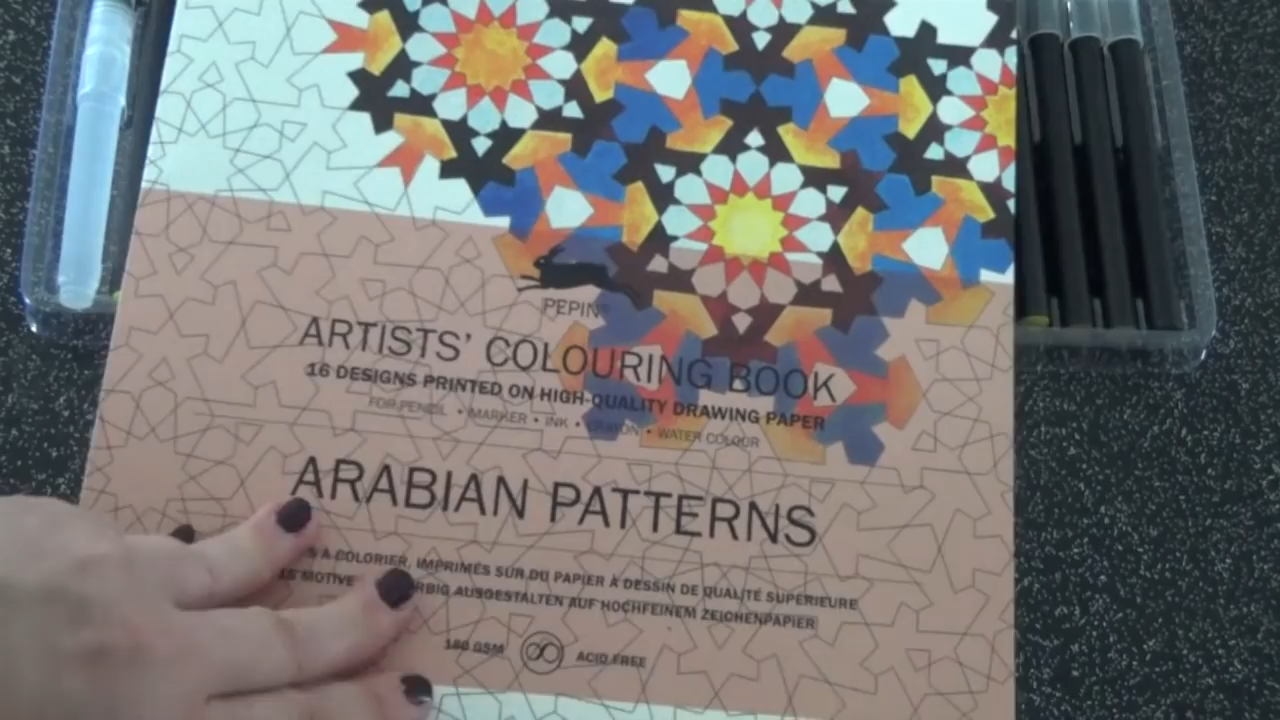 PEPIN®
ARTISTS' COLOURING BOOK
16 DESIGNS PRINTED ON HIGH-QUALITY DRAWING PAPER
FOR PENCIL • MARKER • INK • CRAYON • WATER COLOUR
ARABIAN PATTERNS
À COLORIER, IMPRIMÉS SUR DU PAPIER À DESSIN DE QUALITÉ SUPÉRIEURE
16 MOTIVE AUSGESTALTEN AUF HOCHFEINEM ZEICHENPAPIER
180 GSM ACID FREE